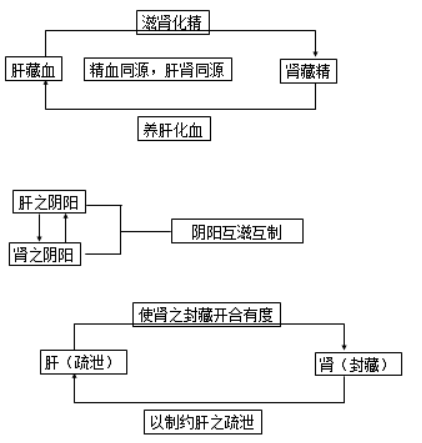 滋肾化精
肝藏血
精血同源，肝肾同源
肾藏精
养肝化血
肝之阴阳
阴阳互滋互制
肾之阴阳
使肾之封藏开合有度
肝（疏泄）
肾（封藏）
以制约肝之疏泄